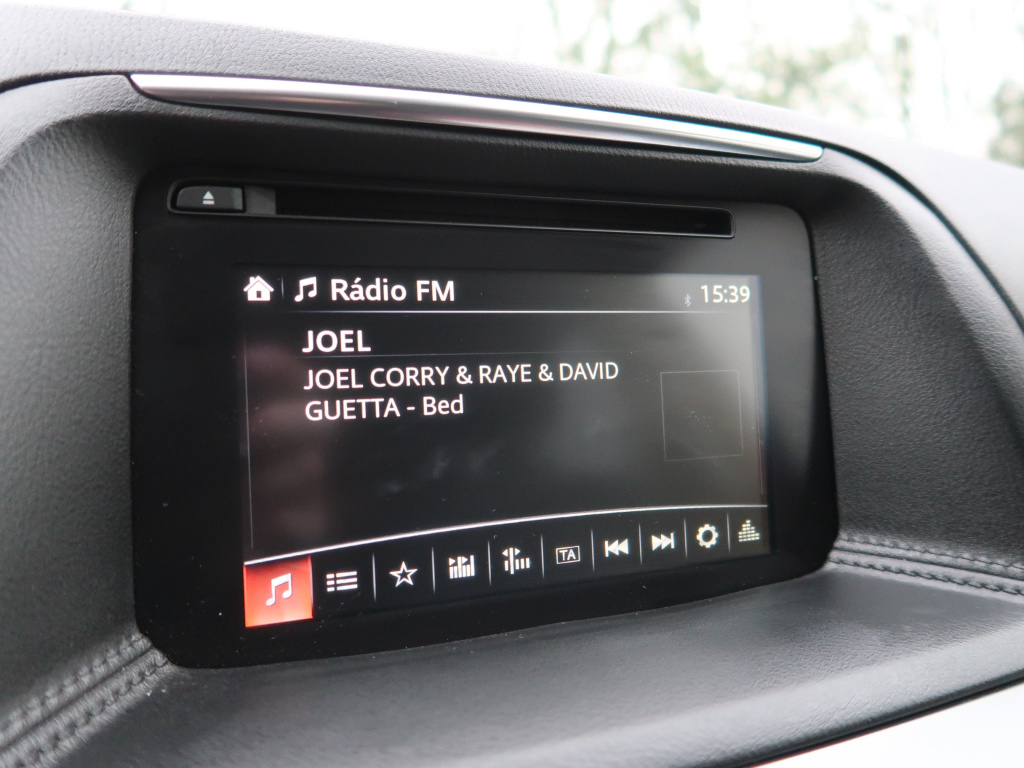 Rádio FM
15:39
JOEL
JOEL CORRY & RAYE & DAVID
GUETTA - Bed
TA